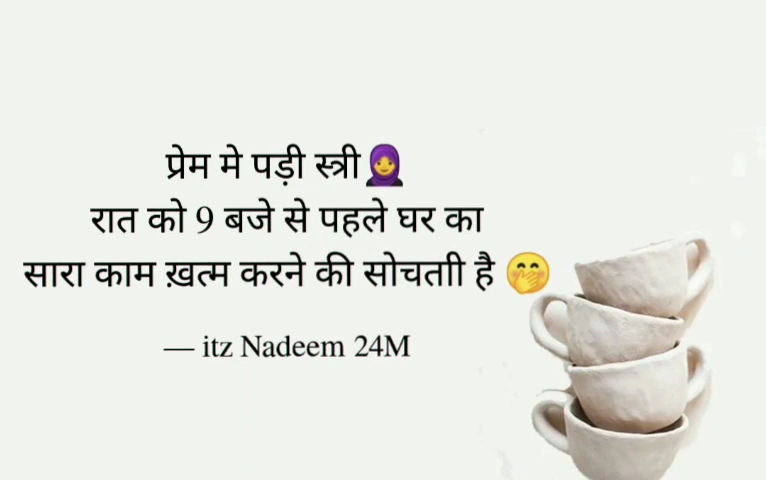 प्रेम मे पड़ी स्त्री🧕
रात को 9 बजे से पहले घर का
सारा काम ख़त्म करने की सोचताी है 🤭
— itz Nadeem 24M